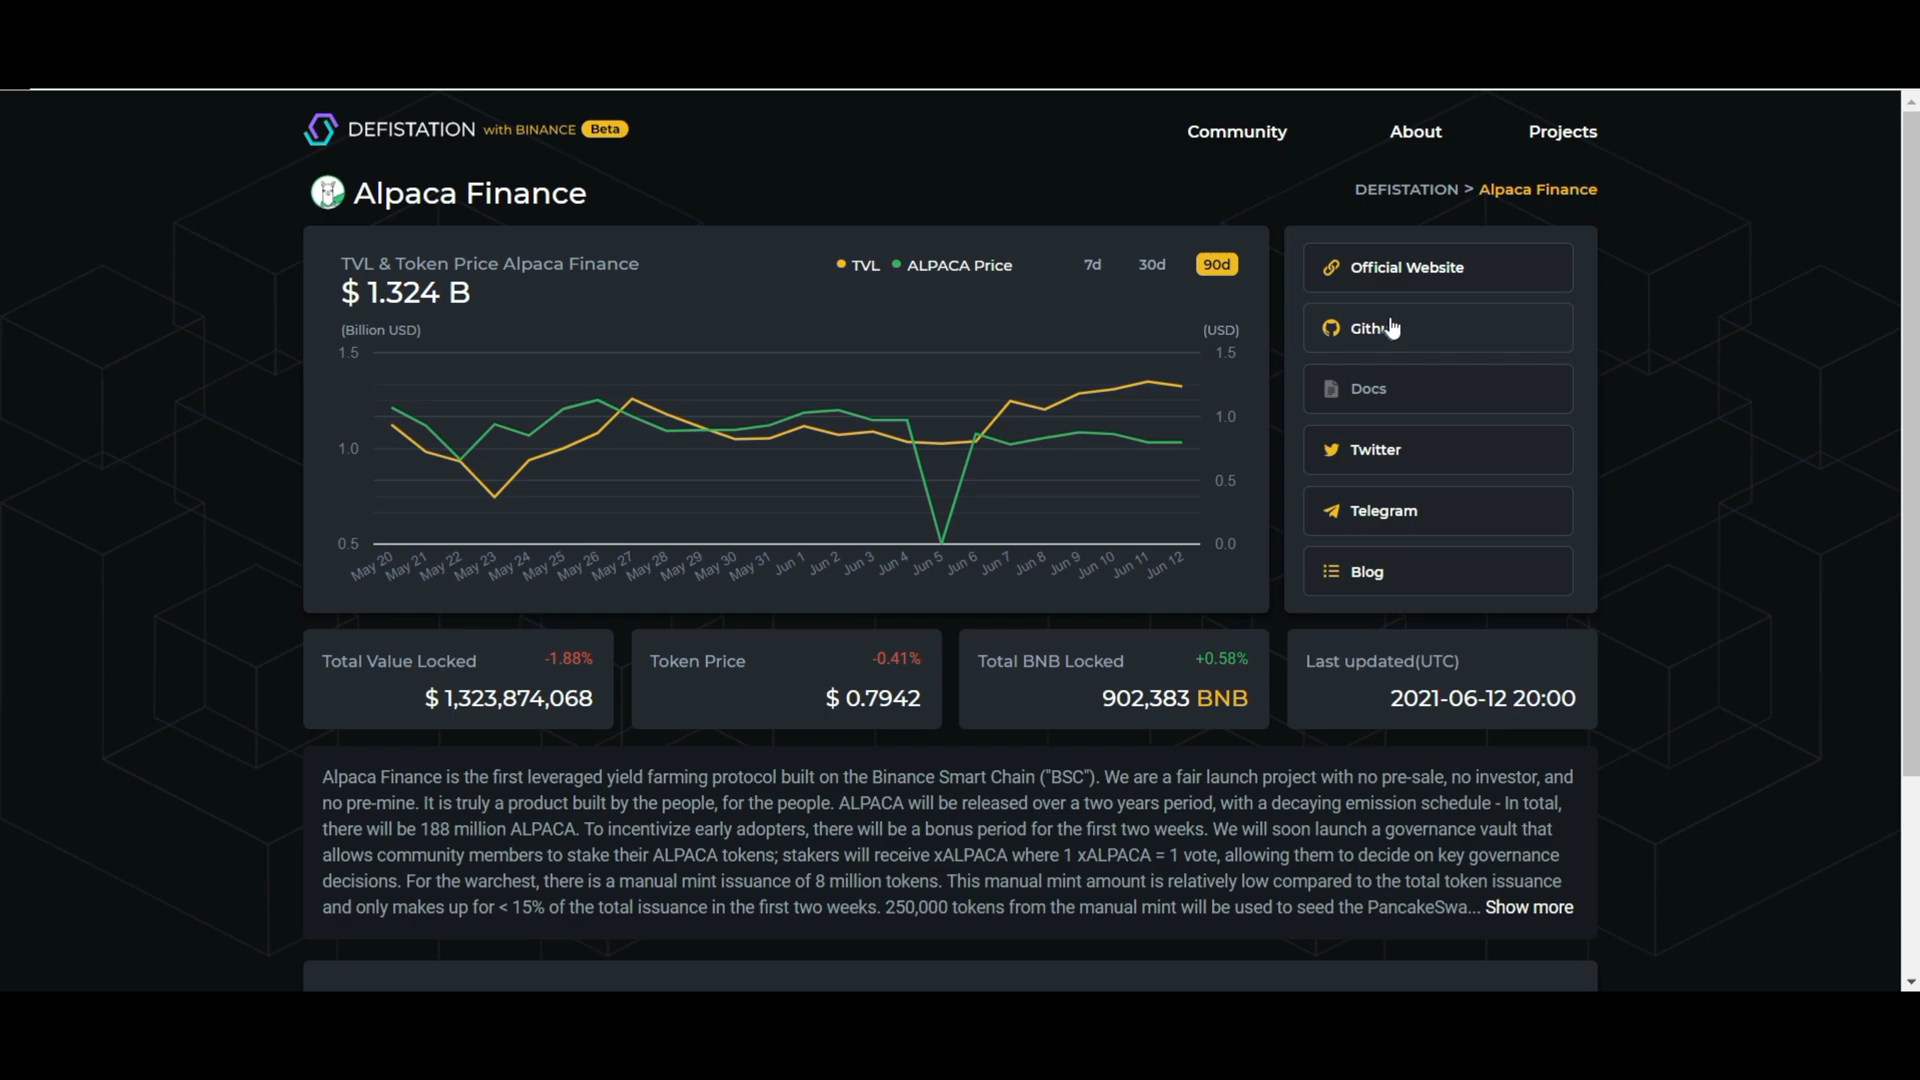 DEFISTATION with BINANCE Beta
Community About Projects
Alpaca Finance
DEFISTATION > Alpaca Finance
TVL & Token Price Alpaca Finance
$ 1.324 B
TVL ALPACA Price 7d 30d 90d
(Billion USD) (USD)
1.5 1.5
1.0
1.0
0.5
0.5 0.0
May 20 May 21 May 22 May 23 May 24 May 25 May 26 May 27 May 28 May 29 May 30 May 31 Jun 1 Jun 2 Jun 3 Jun 4 Jun 5 Jun 6 Jun 7 Jun 8 Jun 9 Jun 10 Jun 11 Jun 12
Official Website
Docs
Twitter
Telegram
Blog
Total Value Locked -1.88%
$ 1,323,874,068
Token Price -0.41%
$ 0.7942
Total BNB Locked +0.58%
902,383 BNB
Last updated(UTC)
2021-06-12 20:00
Alpaca Finance is the first leveraged yield farming protocol built on the Binance Smart Chain ("BSC"). We are a fair launch project with no pre-sale, no investor, and
no pre-mine. It is truly a product built by the people, for the people. ALPACA will be released over a two years period, with a decaying emission schedule - In total,
there will be 188 million ALPACA. To incentivize early adopters, there will be a bonus period for the first two weeks. We will soon launch a governance vault that
allows community members to stake their ALPACA tokens; stakers will receive xALPACA where 1 xALPACA = 1 vote, allowing them to decide on key governance
decisions. For the warchest, there is a manual mint issuance of 8 million tokens. This manual mint amount is relatively low compared to the total token issuance
and only makes up for < 15% of the total issuance in the first two weeks. 250,000 tokens from the manual mint will be used to seed the PancakeSwa... Show more